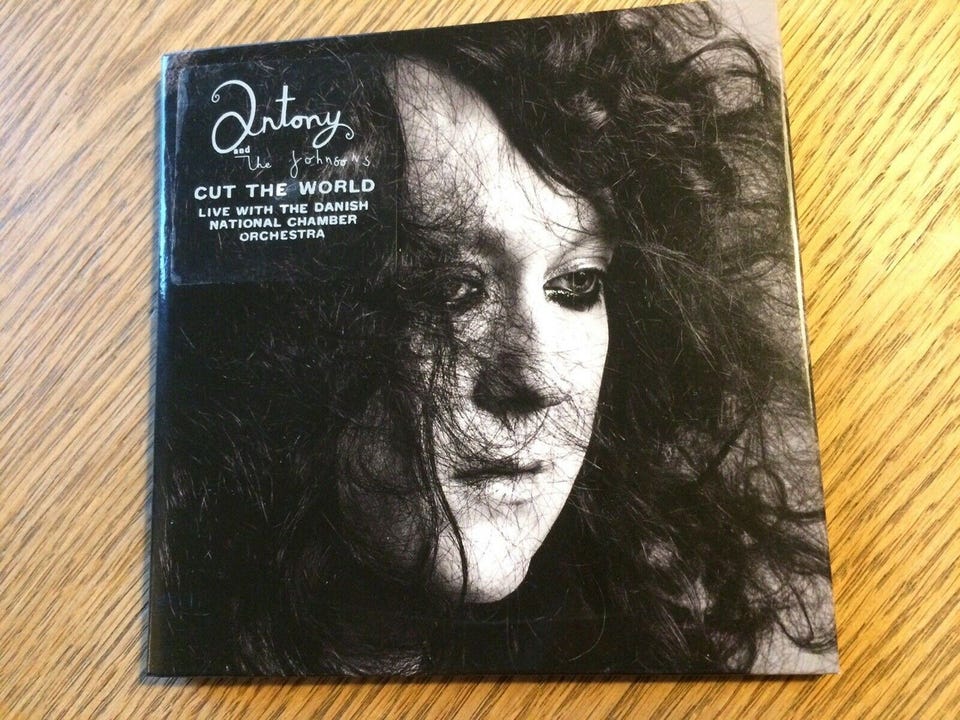 Antony
and
The Johnsons
CUT THE WORLD
LIVE WITH THE DANISH
NATIONAL CHAMBER
ORCHESTRA